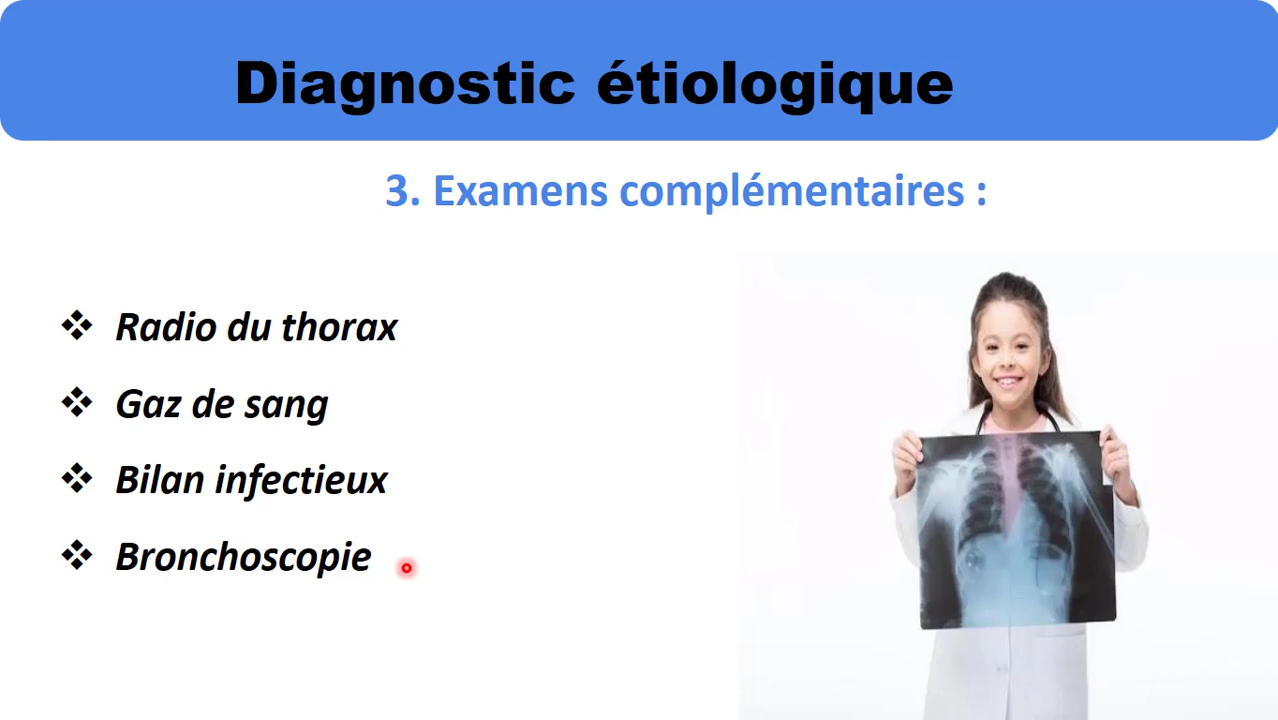 Diagnostic étiologique
3. Examens complémentaires :
❖ Radio du thorax
❖ Gaz de sang
❖ Bilan infectieux
❖ Bronchoscopie